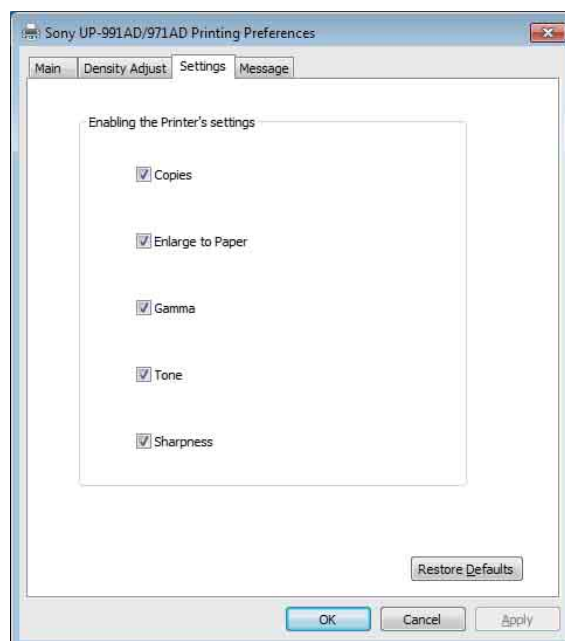 Sony UP-991AD/971AD Printing Preferences
Main Density Adjust Settings Message
Enabling the Printer's settings
Copies
Enlarge to Paper
Gamma
Tone
Sharpness
Restore Defaults
OK Cancel Apply